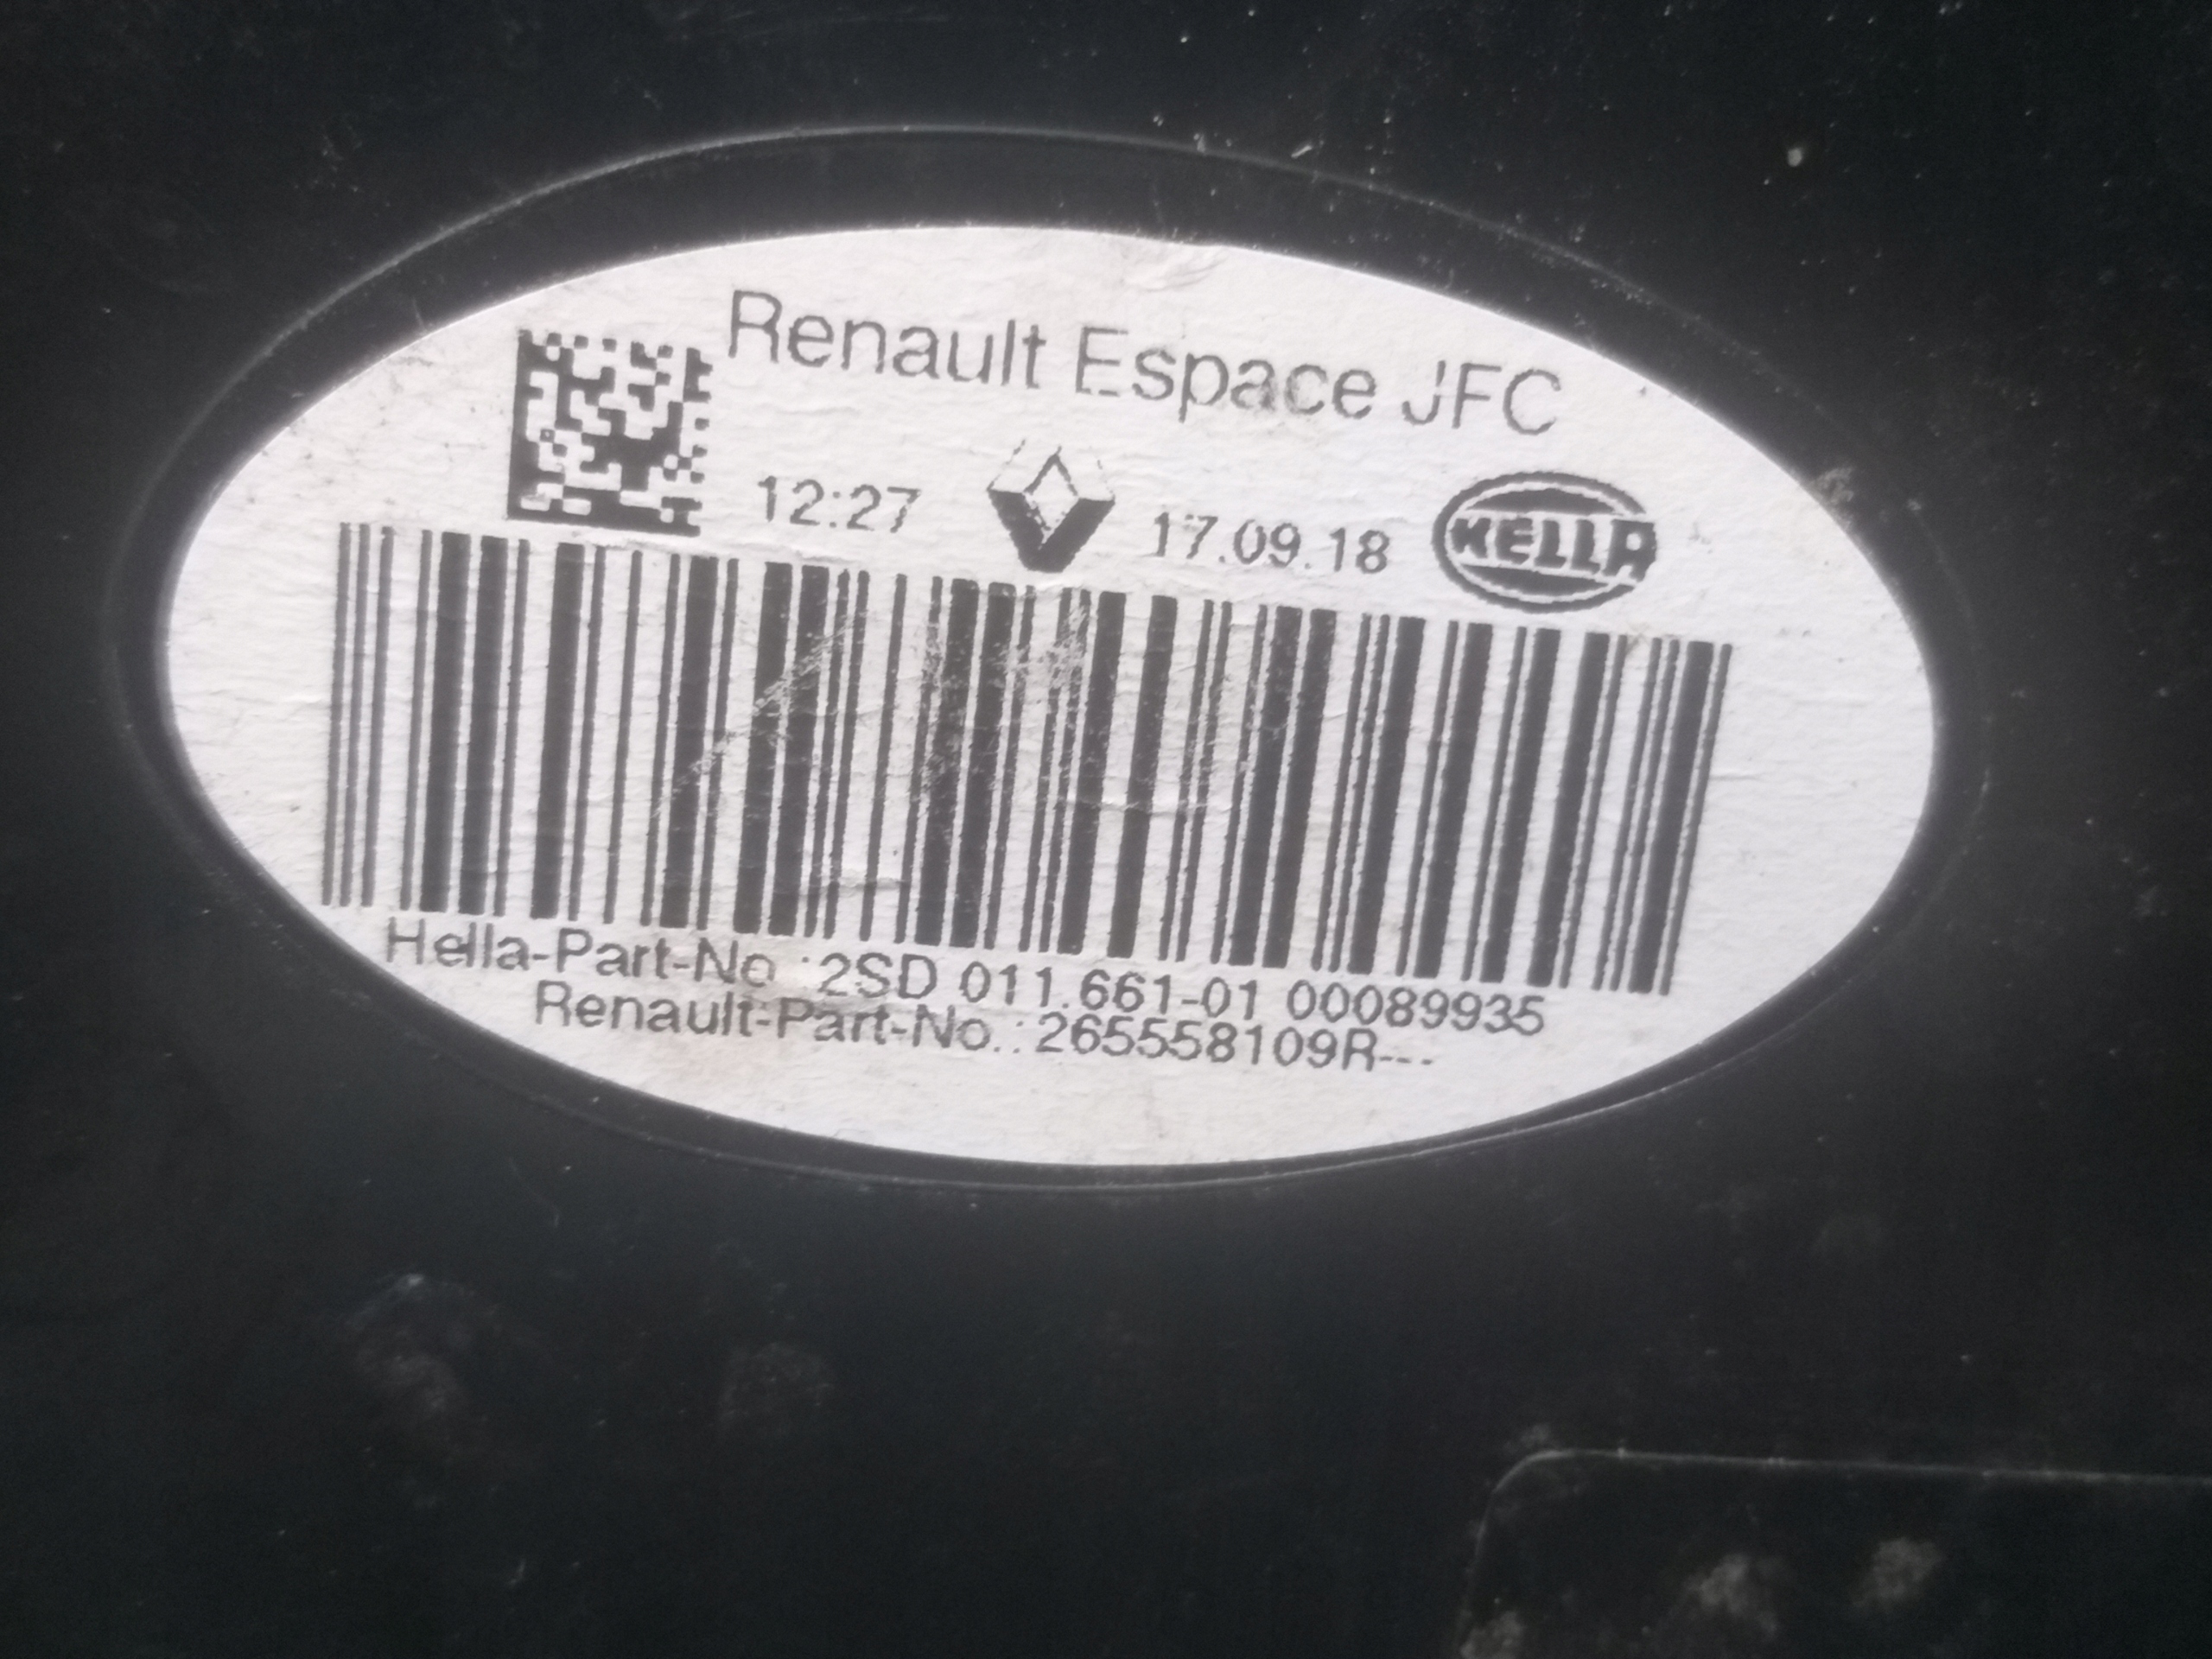 Renault Espace JFC
12:27 17.09.18 HELLA
Hella-Part-No.:2SD 011.661-01 00089935
Renault-Part-No.:265558109R---